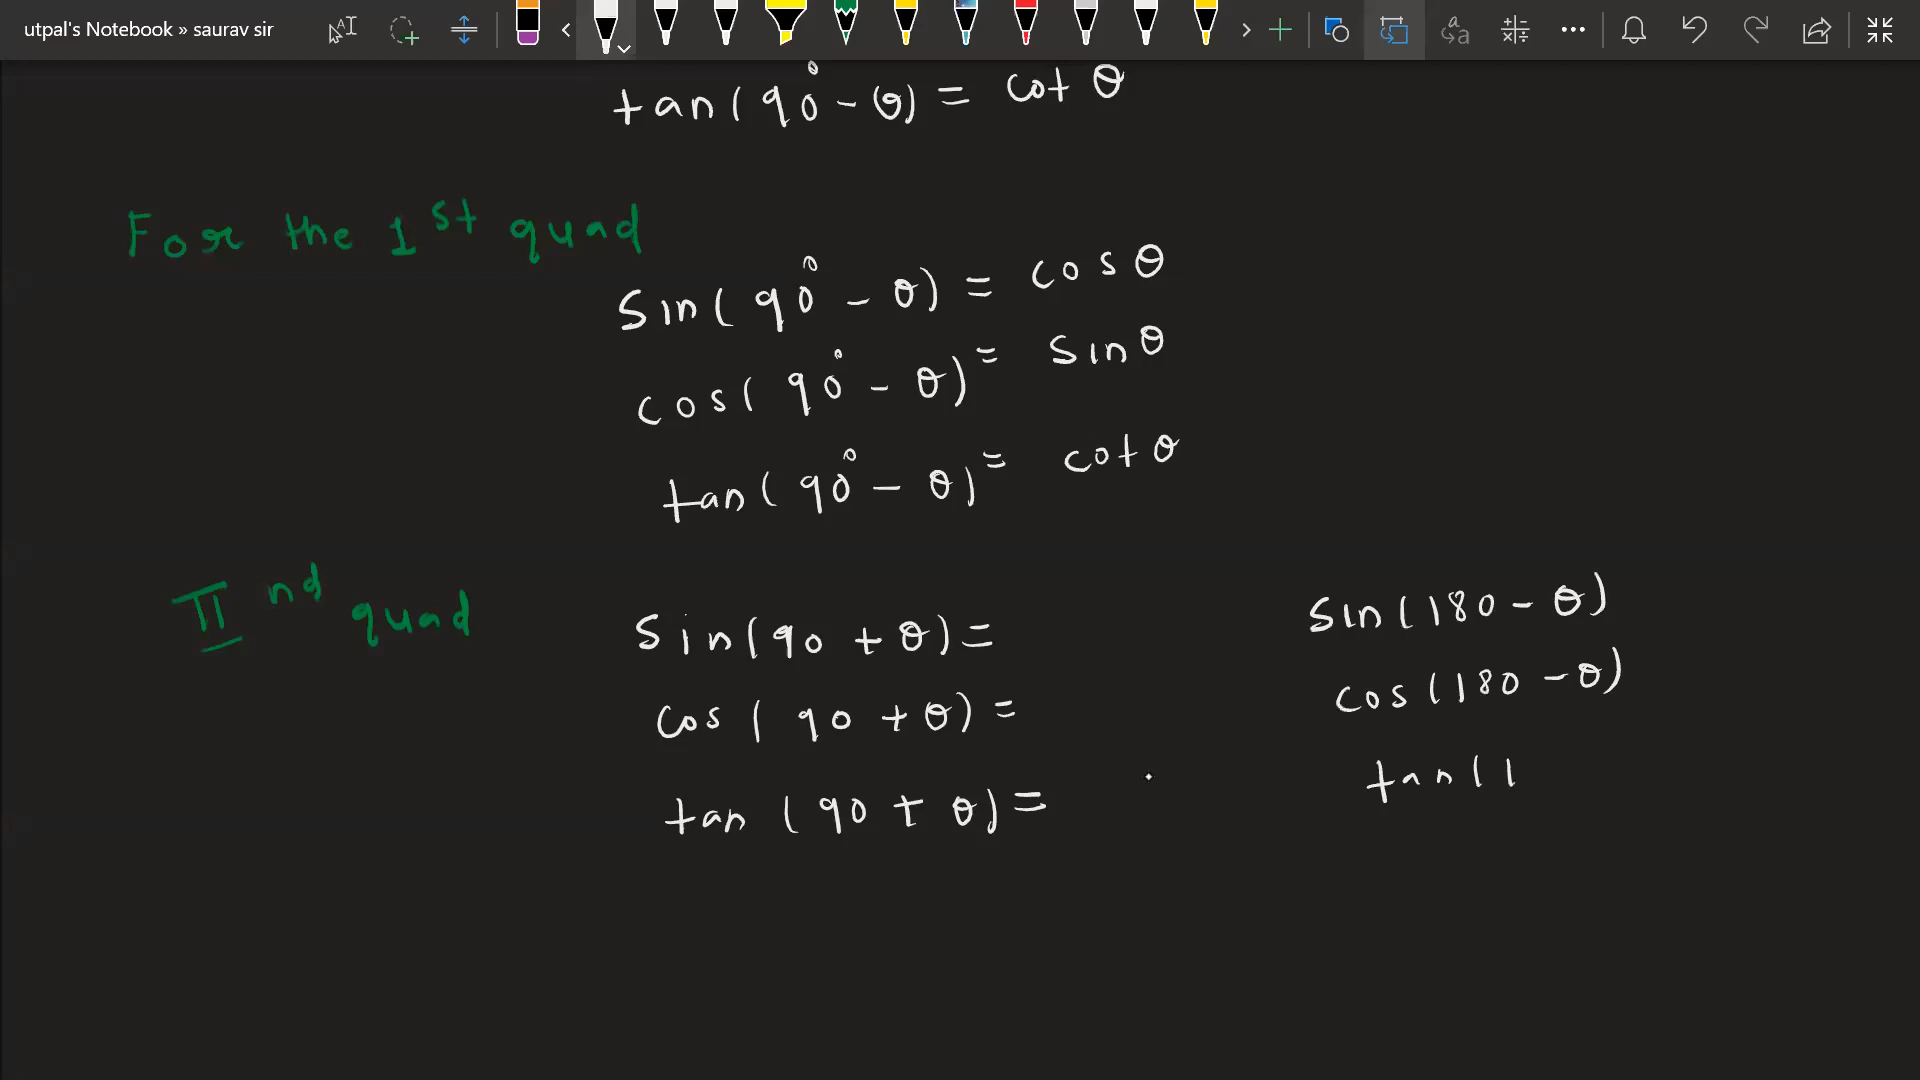 utpal's Notebook » saurav sir
tan(90° - θ) = cot θ
For the 1st quad
sin(90° - θ) = cos θ
cos(90° - θ) = sin θ
tan(90° - θ) = cot θ
II nd quad
sin(90 + θ) =
sin(180 - θ)
cos(90 + θ) =
cos(180 - θ)
tan(90 + θ) =
tan(1